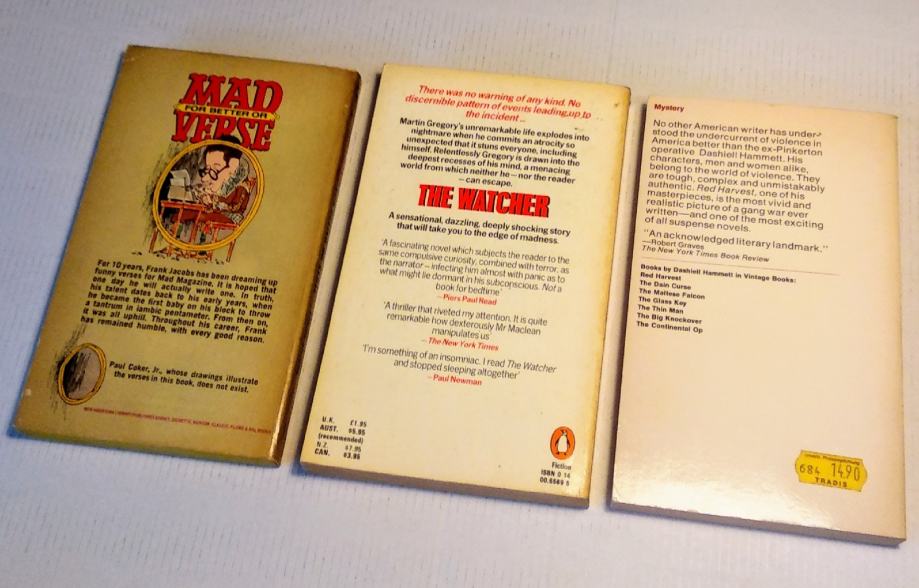 MAD
FOR BETTER OR
VERSE
For 10 years, Frank Jacobs has been dreaming up
funny verses for Mad Magazine. It is hoped that
one day he will actually write one. In truth,
his talent dates back to his early years, when
he became the first baby on his block to throw
a tantrum in iambic pentameter. From then on,
it was all uphill. Throughout his career, Frank
has remained humble, with every good reason.
Paul Coker, Jr., whose drawings illustrate
the verses in this book, does not exist.
There was no warning of any kind. No
discernible pattern of events leading up to
the incident ...
Martin Gregory's unremarkable life explodes into
nightmare when he commits an atrocity so
unexpected that it stuns everyone, including
himself. Relentlessly Gregory is drawn into the
deepest recesses of his mind, a menacing
world from which neither he – nor the reader
– can escape.
THE WATCHER
A sensational, dazzling, deeply shocking story
that will take you to the edge of madness.
'A fascinating novel which subjects the reader to the
same compulsive curiosity, combined with terror, as
the narrator – infecting him almost with panic as to
what might lie dormant in his subconscious. Not a
book for bedtime'
– Piers Paul Read
'A thriller that riveted my attention. It is quite
remarkable how dexterously Mr Maclean
manipulates us'
– The New York Times
'I'm something of an insomniac. I read The Watcher
and stopped sleeping altogether'
– Paul Newman
U.K. £1.95
AUST. $5.95
(recommended)
N.Z. $7.95
CAN. $3.95
Fiction
ISBN 0 14
00.6569 5
Mystery
No other American writer has under-
stood the undercurrent of violence in
America better than the ex-Pinkerton
operative Dashiell Hammett. His
characters, men and women alike,
belong to the world of violence. They
are tough, complex and unmistakably
authentic. Red Harvest, one of his
masterpieces, is the most vivid and
realistic picture of a gang war ever
written—and one of the most exciting
of all suspense novels.
"An acknowledged literary landmark."
—Robert Graves
The New York Times Book Review
Books by Dashiell Hammett in Vintage Books:
Red Harvest
The Dain Curse
The Maltese Falcon
The Glass Key
The Thin Man
The Big Knockover
The Continental Op
684 14.90
TRADIS